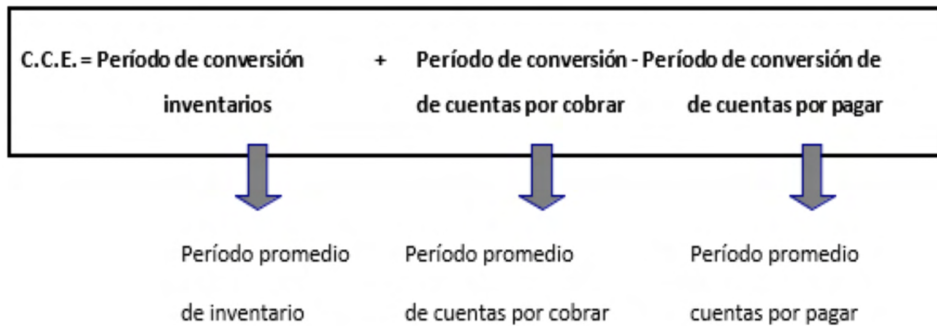 C.C.E. = Período de conversión + Período de conversión - Período de conversión de
inventarios de cuentas por cobrar de cuentas por pagar
Período promedio Período promedio Período promedio
de inventario de cuentas por cobrar cuentas por pagar